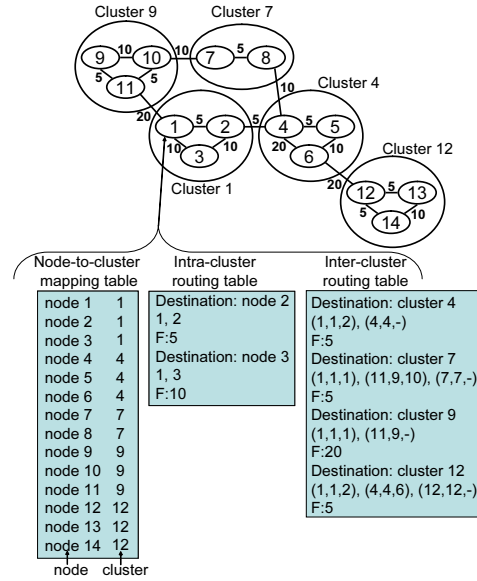 Cluster 9
Cluster 7
9 10 10 10 7 5 8
5 5
11
10
Cluster 4
20
1 5 2 5 4 5 5
10 10 20 10
3 6
Cluster 1
20
Cluster 12
12 5 13
5 10
14
Node-to-cluster
mapping table
node 1 1
node 2 1
node 3 1
node 4 4
node 5 4
node 6 4
node 7 7
node 8 7
node 9 9
node 10 9
node 11 9
node 12 12
node 13 12
node 14 12
node cluster
Intra-cluster
routing table
Destination: node 2
1, 2
F:5
Destination: node 3
1, 3
F:10
Inter-cluster
routing table
Destination: cluster 4
(1,1,2), (4,4,-)
F:5
Destination: cluster 7
(1,1,1), (11,9,10), (7,7,-)
F:5
Destination: cluster 9
(1,1,1), (11,9,-)
F:20
Destination: cluster 12
(1,1,2), (4,4,6), (12,12,-)
F:5